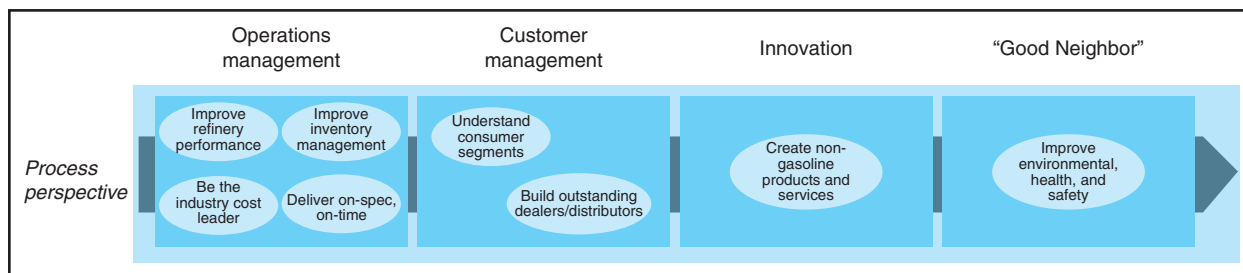 Operations
management
Customer
management
Innovation
“Good Neighbor”
Process
perspective
Improve
refinery
performance
Improve
inventory
management
Be the
industry cost
leader
Deliver on-spec,
on-time
Understand
consumer
segments
Build outstanding
dealers/distributors
Create non-
gasoline
products and
services
Improve
environmental,
health, and
safety